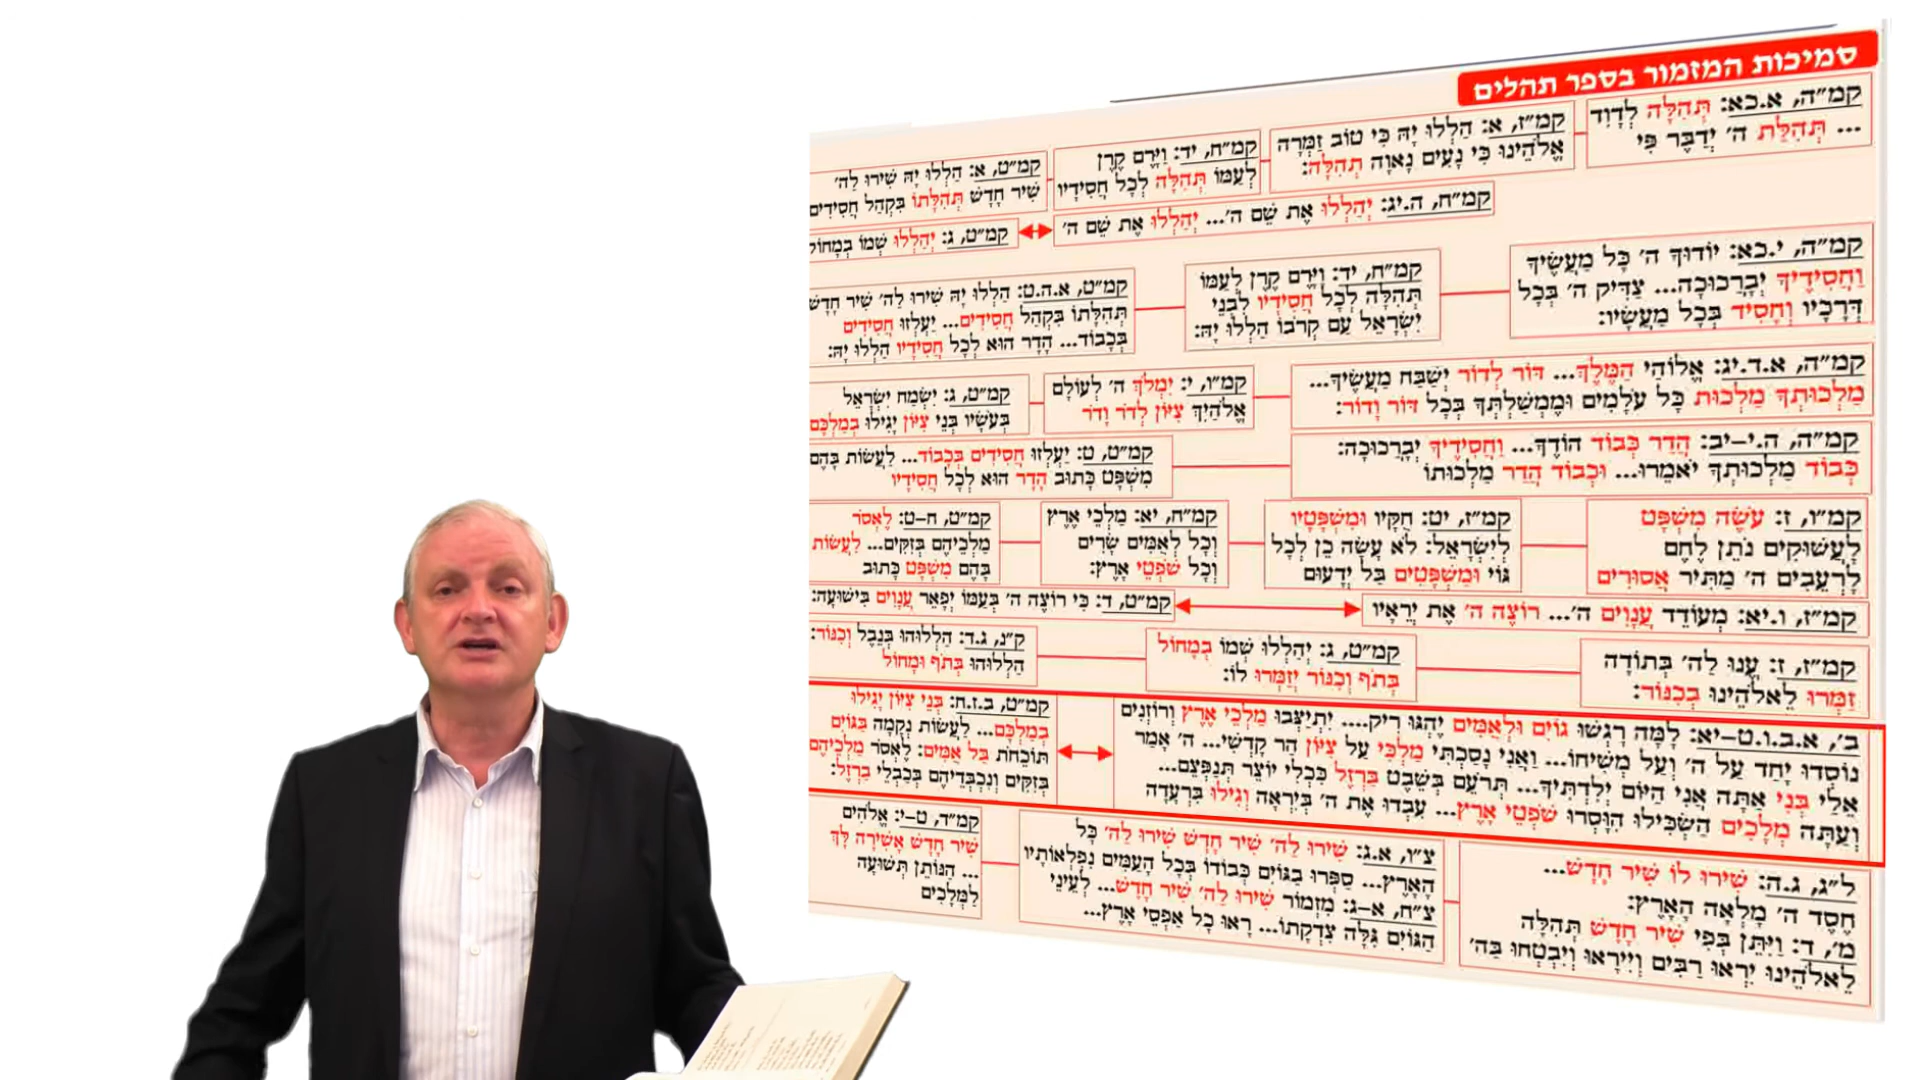 סמיכות המזמור בספר תהלים
קמ״ה, א.כא: תְּהִלָּה לְדָוִד
... תְּהִלַּת ה׳ יְדַבֶּר פִּי
קמ״ז, א: הַלְלוּ יָהּ כִּי טוֹב זַמְּרָה
אֱלֹהֵינוּ כִּי נָעִים נָאוָה תְהִלָּה:
קמ״ח, יד: וַיָּרֶם קֶרֶן
לְעַמּוֹ תְּהִלָּה לְכָל חֲסִידָיו
קמ״ט, א: הַלְלוּ יָהּ שִׁירוּ לַה׳
שִׁיר חָדָשׁ תְּהִלָּתוֹ בִּקְהַל חֲסִידִים
קמ״ח, ה.יג: יְהַלְלוּ אֶת שֵׁם ה׳... יְהַלְלוּ אֶת שֵׁם ה׳
קמ״ט, ג: יְהַלְלוּ שְׁמוֹ בְמָחוֹל
קמ״ה, י.כא: יוֹדוּךָ ה׳ כָּל מַעֲשֶׂיךָ
וַחֲסִידֶיךָ יְבָרֲכוּכָה... צַדִּיק ה׳ בְּכָל
דְּרָכָיו וְחָסִיד בְּכָל מַעֲשָׂיו:
קמ״ח, יד: וַיָּרֶם קֶרֶן לְעַמּוֹ
תְּהִלָּה לְכָל חֲסִידָיו לִבְנֵי
יִשְׂרָאֵל עַם קְרֹבוֹ הַלְלוּ יָהּ:
קמ״ט, א.ה.ט: הַלְלוּ יָהּ שִׁירוּ לַה׳ שִׁיר חָדָשׁ
תְּהִלָּתוֹ בִּקְהַל חֲסִידִים... יַעְלְזוּ חֲסִידִים
בְּכָבוֹד... הָדָר הוּא לְכָל חֲסִידָיו הַלְלוּ יָהּ:
קמ״ה, א.ד.יג: אֱלוֹהַי הַמֶּלֶךְ... דּוֹר לְדוֹר יְשַׁבַּח מַעֲשֶׂיךָ...
מַלְכוּתְךָ מַלְכוּת כָּל עֹלָמִים וּמֶמְשַׁלְתְּךָ בְּכָל דּוֹר וָדוֹר:
קמ״ו, י: יִמְלֹךְ ה׳ לְעוֹלָם
אֱלֹהַיִךְ צִיּוֹן לְדֹר וָדֹר
קמ״ט, ג: יִשְׂמַח יִשְׂרָאֵל
בְּעֹשָׂיו בְּנֵי צִיּוֹן יָגִילוּ בְמַלְכָּם
קמ״ה, ה.י–יב: הֲדַר כְּבוֹד הוֹדֶךָ... וַחֲסִידֶיךָ יְבָרֲכוּכָה:
כְּבוֹד מַלְכוּתְךָ יֹאמֵרוּ... וּכְבוֹד הֲדַר מַלְכוּתוֹ
קמ״ט, ט: יַעְלְזוּ חֲסִידִים בְּכָבוֹד... לַעֲשׂוֹת בָּהֶם
מִשְׁפָּט כָּתוּב הָדָר הוּא לְכָל חֲסִידָיו
קמ״ו, ז: עֹשֶׂה מִשְׁפָּט
לָעֲשׁוּקִים נֹתֵן לֶחֶם
לָרְעֵבִים ה׳ מַתִּיר אֲסוּרִים
קמ״ז, יט: חֻקָּיו וּמִשְׁפָּטָיו
לְיִשְׂרָאֵל: לֹא עָשָׂה כֵן לְכָל
גּוֹי וּמִשְׁפָּטִים בַּל יְדָעוּם
קמ״ח, יא: מַלְכֵי אֶרֶץ
וְכָל לְאֻמִּים שָׂרִים
וְכָל שֹׁפְטֵי אָרֶץ:
קמ״ט, ח–ט: לֶאְסֹר
מַלְכֵיהֶם בְּזִקִּים... לַעֲשׂוֹת
בָּהֶם מִשְׁפָּט כָּתוּב
קמ״ז, ו.יא: מְעוֹדֵד עֲנָוִים ה׳... רוֹצֶה ה׳ אֶת יְרֵאָיו
קמ״ט, ד: כִּי רוֹצֶה ה׳ בְּעַמּוֹ יְפָאֵר עֲנָוִים בִּישׁוּעָה:
קמ״ז, ז: עֱנוּ לַה׳ בְּתוֹדָה
זַמְּרוּ לֵאלֹהֵינוּ בְכִנּוֹר:
קמ״ט, ג: יְהַלְלוּ שְׁמוֹ בְמָחוֹל
בְּתֹף וְכִנּוֹר יְזַמְּרוּ לוֹ:
ק״נ, ג.ד: הַלְלוּהוּ בְּנֵבֶל וְכִנּוֹר:
הַלְלוּהוּ בְתֹף וּמָחוֹל
ב׳, א.ב.ו.ט–יא: לָמָּה רָגְשׁוּ גוֹיִם וּלְאֻמִּים יֶהְגּוּ רִיק.... יִתְיַצְּבוּ מַלְכֵי אֶרֶץ וְרוֹזְנִים
נוֹסְדוּ יָחַד עַל ה׳ וְעַל מְשִׁיחוֹ... וַאֲנִי נָסַכְתִּי מַלְכִּי עַל צִיּוֹן הַר קָדְשִׁי... ה׳ אָמַר
אֵלַי בְּנִי אַתָּה אֲנִי הַיּוֹם יְלִדְתִּיךָ... תְּרֹעֵם בְּשֵׁבֶט בַּרְזֶל כִּכְלִי יוֹצֵר תְּנַפְּצֵם...
וְעַתָּה מְלָכִים הַשְׂכִּילוּ הִוָּסְרוּ שֹׁפְטֵי אָרֶץ... עִבְדוּ אֶת ה׳ בְּיִרְאָה וְגִילוּ בִּרְעָדָה
קמ״ט, ב.ז.ח: בְּנֵי צִיּוֹן יָגִילוּ
בְמַלְכָּם... לַעֲשׂוֹת נְקָמָה בַּגּוֹיִם
תּוֹכֵחֹת בַּל אֻמִּים: לֶאְסֹר מַלְכֵיהֶם
בְּזִקִּים וְנִכְבְּדֵיהֶם בְּכַבְלֵי בַרְזֶל:
ל״ג, ג.ה: שִׁירוּ לוֹ שִׁיר חָדָשׁ...
חֶסֶד ה׳ מָלְאָה הָאָרֶץ:
מ׳, ד: וַיִּתֵּן בְּפִי שִׁיר חָדָשׁ תְּהִלָּה
לֵאלֹהֵינוּ יִרְאוּ רַבִּים וְיִירָאוּ וְיִבְטְחוּ בַּה׳
צ״ו, א.ג: שִׁירוּ לַה׳ שִׁיר חָדָשׁ שִׁירוּ לַה׳ כָּל
הָאָרֶץ... סַפְּרוּ בַגּוֹיִם כְּבוֹדוֹ בְּכָל הָעַמִּים נִפְלְאוֹתָיו
צ״ח, א–ג: מִזְמוֹר שִׁירוּ לַה׳ שִׁיר חָדָשׁ... לְעֵינֵי
הַגּוֹיִם גִּלָּה צִדְקָתוֹ... רָאוּ כָל אַפְסֵי אָרֶץ...
קמ״ד, ט–י: אֱלֹהִים
שִׁיר חָדָשׁ אָשִׁירָה לָּךְ
... הַנּוֹתֵן תְּשׁוּעָה
לַמְּלָכִים